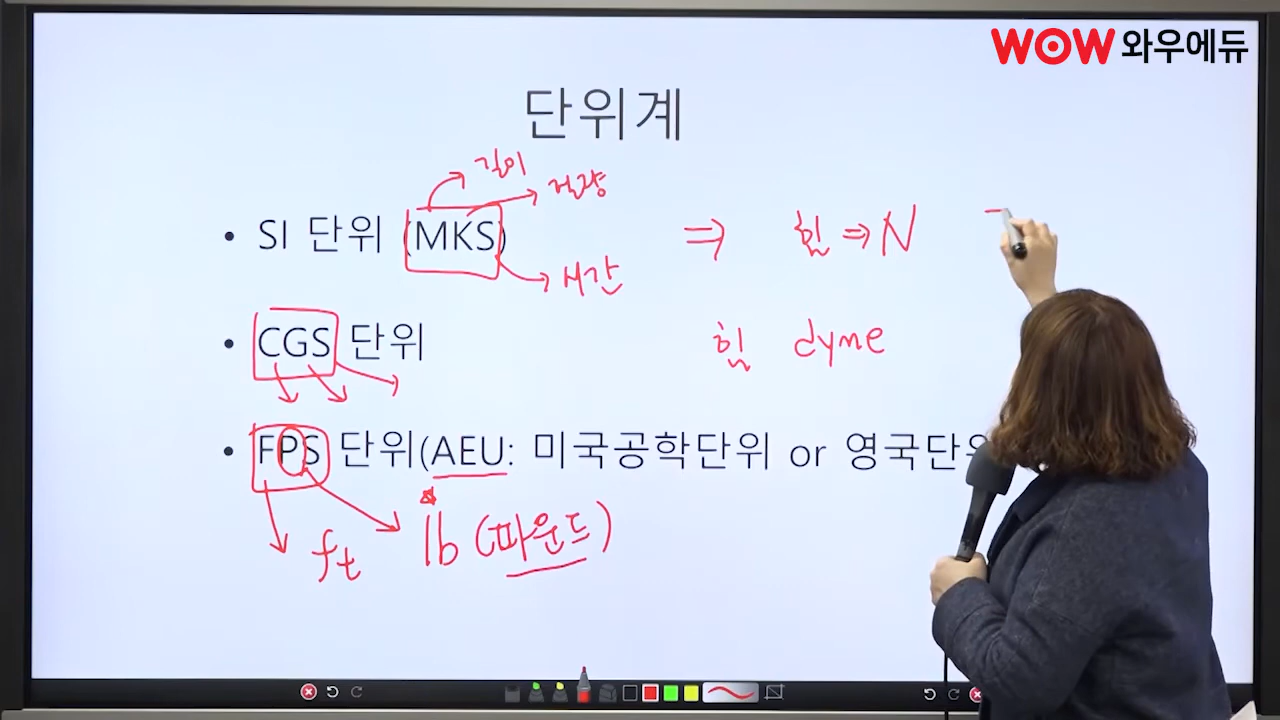 WOW 와우에듀
단위계
길이
질량
• SI 단위 (MKS) ⇒ 힘 ⇒ N
시간
• CGS 단위 힘 dyne
• FPS 단위(AEU: 미국공학단위 or 영국단위
ft lb (파운드)